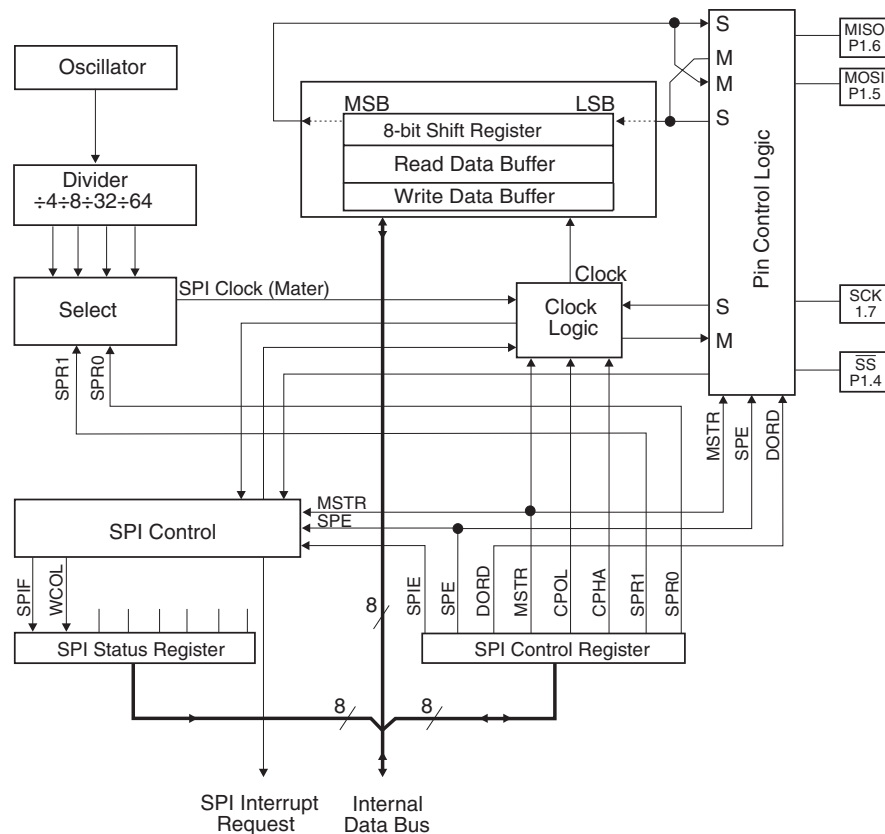 Oscillator
Divider
÷4÷8÷32÷64
Select
SPI Clock (Mater)
SPR1
SPR0
MSB
LSB
8-bit Shift Register
Read Data Buffer
Write Data Buffer
Clock
Clock
Logic
S
M
M
S
S
M
Pin Control Logic
MISO
P1.6
MOSI
P1.5
SCK
1.7
SS
P1.4
MSTR
SPE
DORD
SPI Control
MSTR
SPE
SPIF
WCOL
SPI Status Register
SPIE
SPE
DORD
MSTR
CPOL
CPHA
SPR1
SPR0
SPI Control Register
8
8
8
SPI Interrupt
Request
Internal
Data Bus